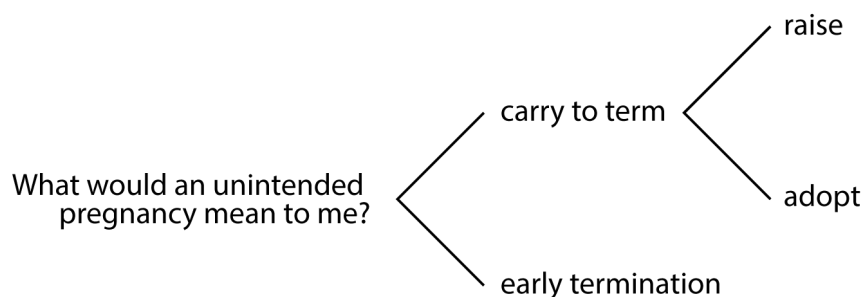 raise
carry to term
What would an unintended
pregnancy mean to me?
adopt
early termination